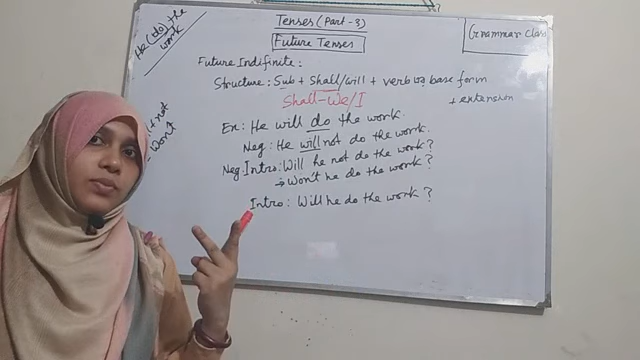 Tenses (Part-3)
Future Tenses
Grammar Class
He (do) the
work
Future Indefinite:
Structure: Sub + Shall/will + verb এর base form
+ extension
Shall-We/I
Ex: He will do the work.
Neg: He will not do the work.
Neg.Intro: Will he not do the work?
→ Won't he do the work?
Intro: Will he do the work?
+ not
- Won't